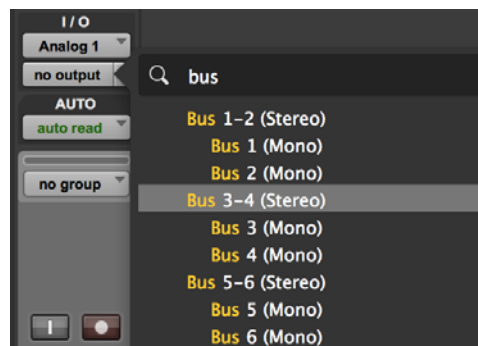 I/O
Analog 1
no output
AUTO
auto read
no group
I
bus
Bus 1-2 (Stereo)
Bus 1 (Mono)
Bus 2 (Mono)
Bus 3-4 (Stereo)
Bus 3 (Mono)
Bus 4 (Mono)
Bus 5-6 (Stereo)
Bus 5 (Mono)
Bus 6 (Mono)